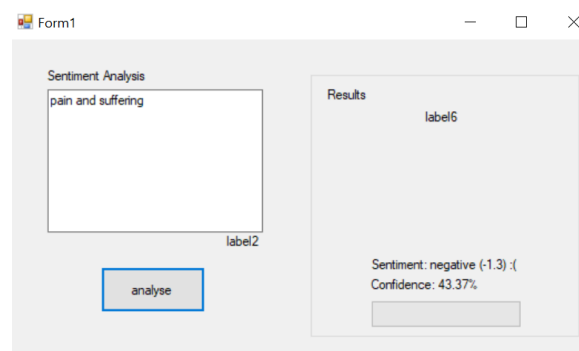 Form1
Sentiment Analysis
pain and suffering
label2
analyse
Results
label6
Sentiment: negative (-1.3) :(
Confidence: 43.37%